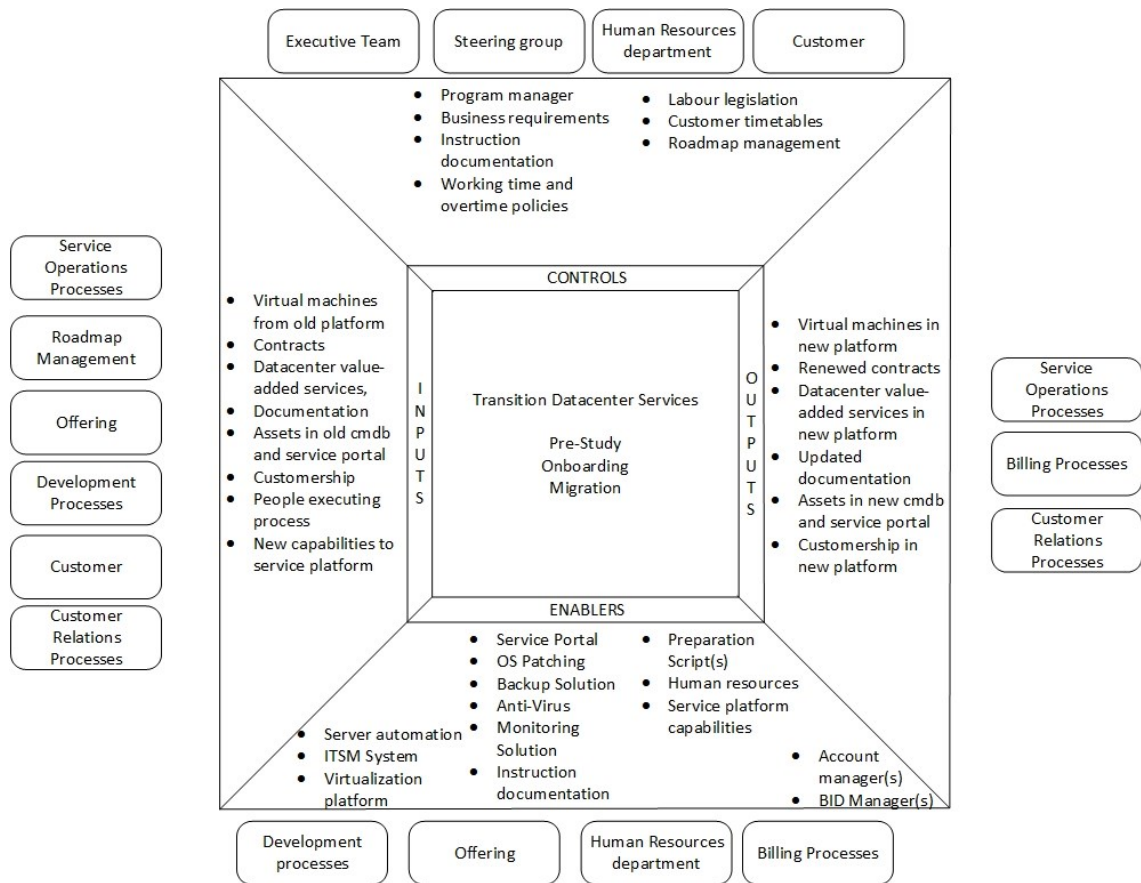 Executive Team
Steering group
Human Resources
department
Customer
• Program manager
• Business requirements
• Instruction
documentation
• Working time and
overtime policies
• Labour legislation
• Customer timetables
• Roadmap management
Service
Operations
Processes
Roadmap
Management
Offering
Development
Processes
Customer
Customer
Relations
Processes
• Virtual machines
from old platform
• Contracts
• Datacenter value-
added services,
• Documentation
• Assets in old cmdb
and service portal
• Customership
• People executing
process
• New capabilities to
service platform
INPUTS
CONTROLS
Transition Datacenter Services
Pre-Study
Onboarding
Migration
ENABLERS
OUTPUTS
• Virtual machines in
new platform
• Renewed contracts
• Datacenter value-
added services in
new platform
• Updated
documentation
• Assets in new cmdb
and service portal
• Customership in
new platform
Service
Operations
Processes
Billing Processes
Customer
Relations
Processes
• Server automation
• ITSM System
• Virtualization
platform
• Service Portal
• OS Patching
• Backup Solution
• Anti-Virus
• Monitoring
Solution
• Instruction
documentation
• Preparation
Script(s)
• Human resources
• Service platform
capabilities
• Account
manager(s)
• BID Manager(s)
Development
processes
Offering
Human Resources
department
Billing Processes